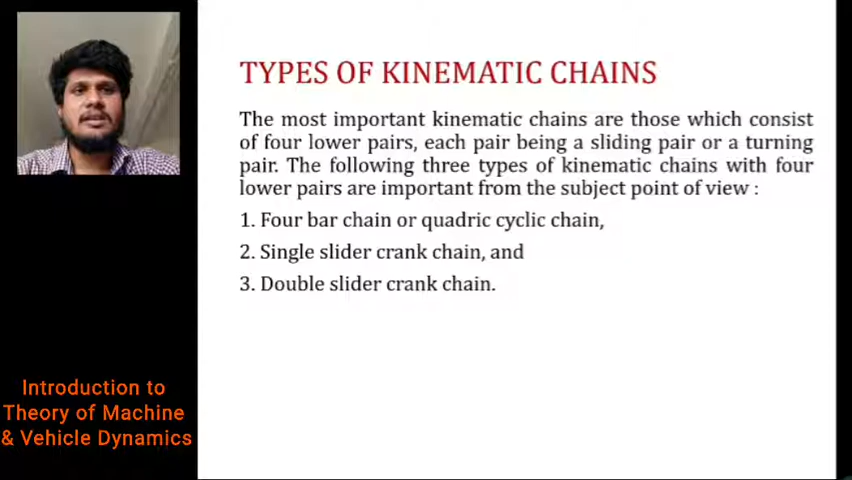 TYPES OF KINEMATIC CHAINS
The most important kinematic chains are those which consist
of four lower pairs, each pair being a sliding pair or a turning
pair. The following three types of kinematic chains with four
lower pairs are important from the subject point of view :
1. Four bar chain or quadric cyclic chain,
2. Single slider crank chain, and
3. Double slider crank chain.
Introduction to
Theory of Machine
& Vehicle Dynamics